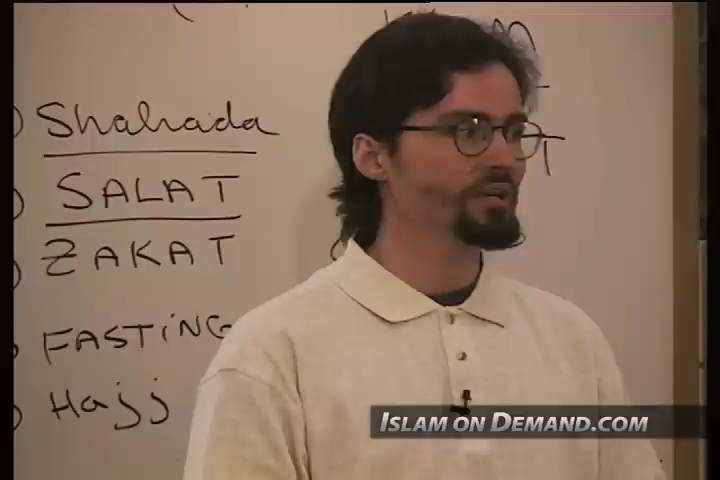 Shahada
SALAT
ZAKAT
FASTiNG
Hajj
ISLAM ON DEMAND.COM